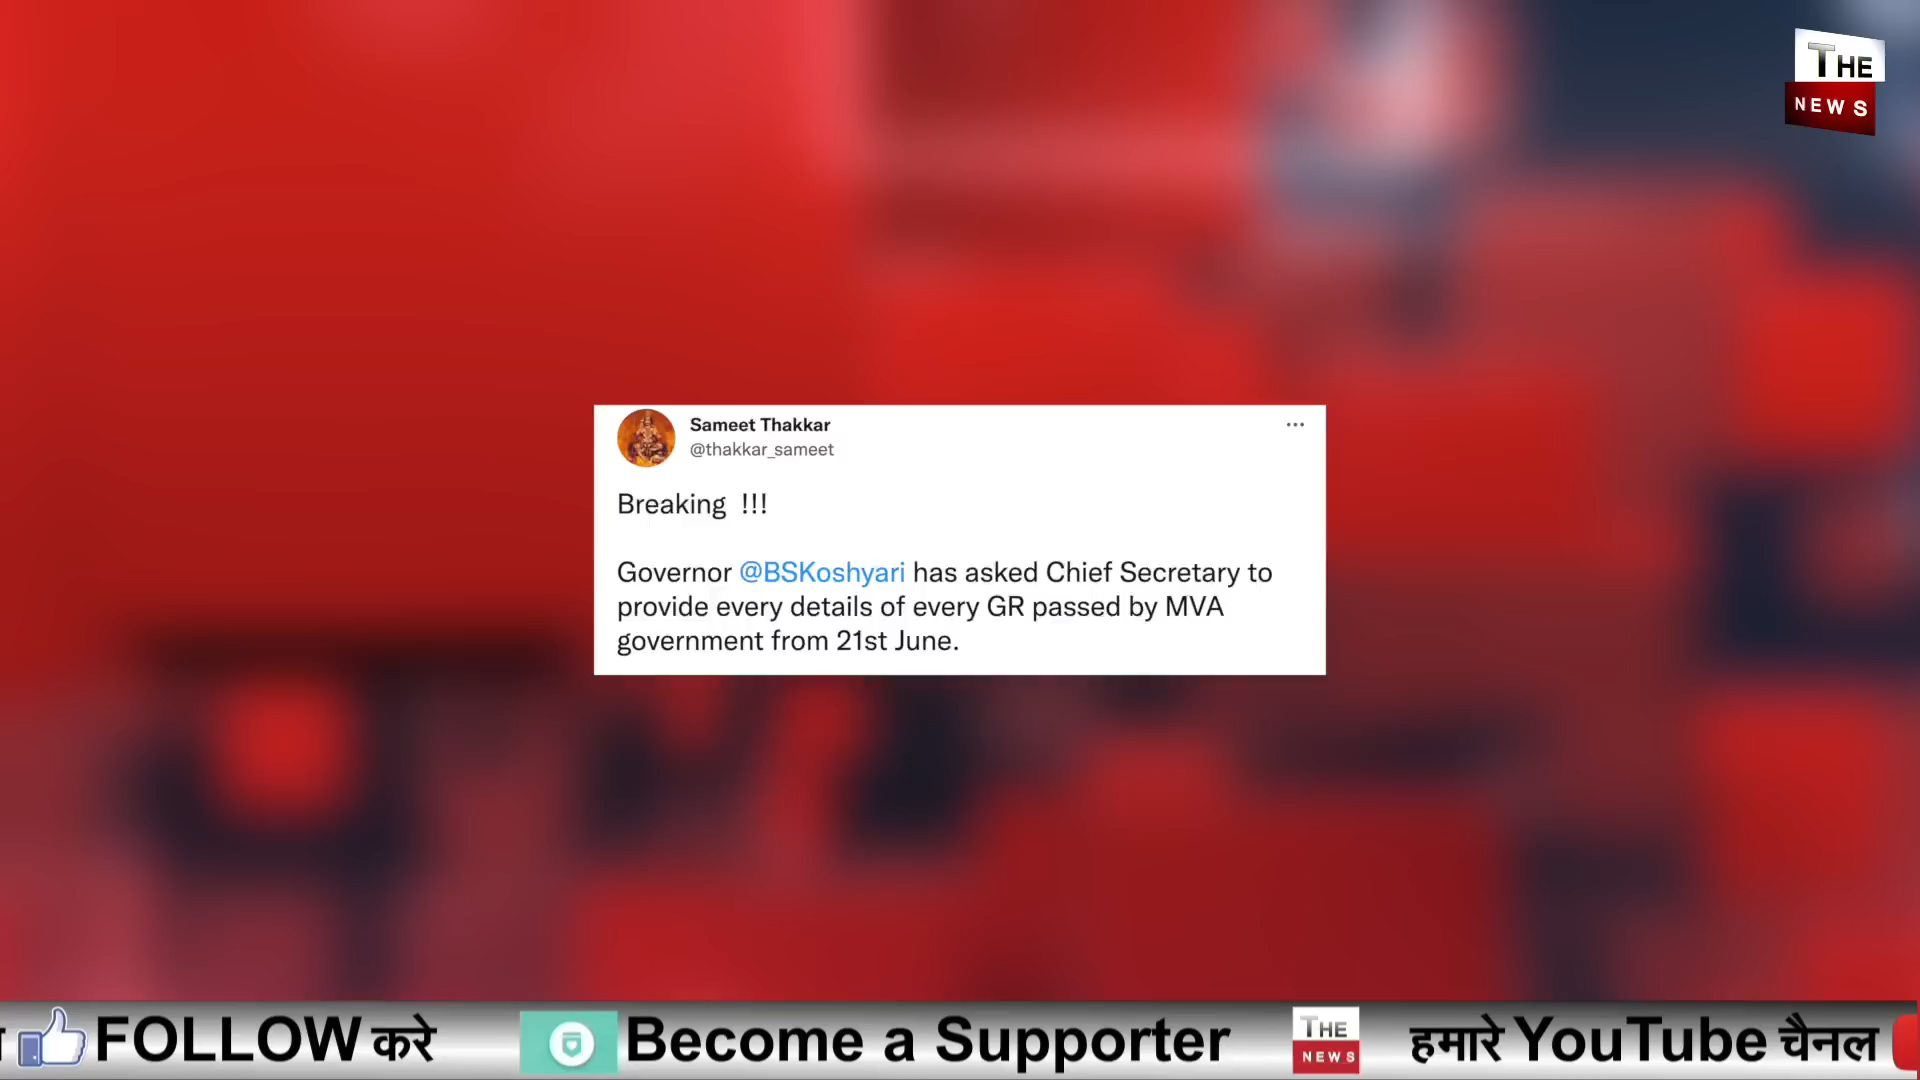 THE
NEWS
Sameet Thakkar
@thakkar_sameet
Breaking !!!
Governor @BSKoshyari has asked Chief Secretary to
provide every details of every GR passed by MVA
government from 21st June.
FOLLOW करे
Become a Supporter
THE
NEWS
हमारे YouTube चैनल